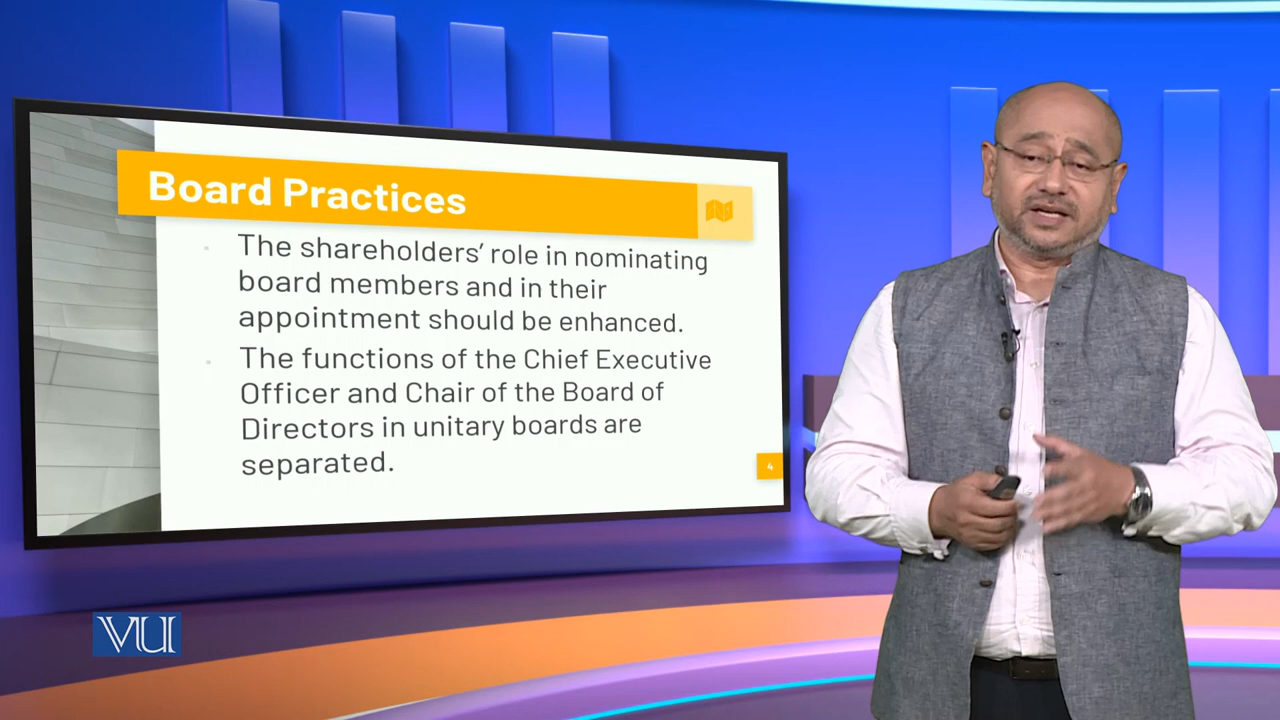 Board Practices
The shareholders’ role in nominating
board members and in their
appointment should be enhanced.
The functions of the Chief Executive
Officer and Chair of the Board of
Directors in unitary boards are
separated.
4
VU